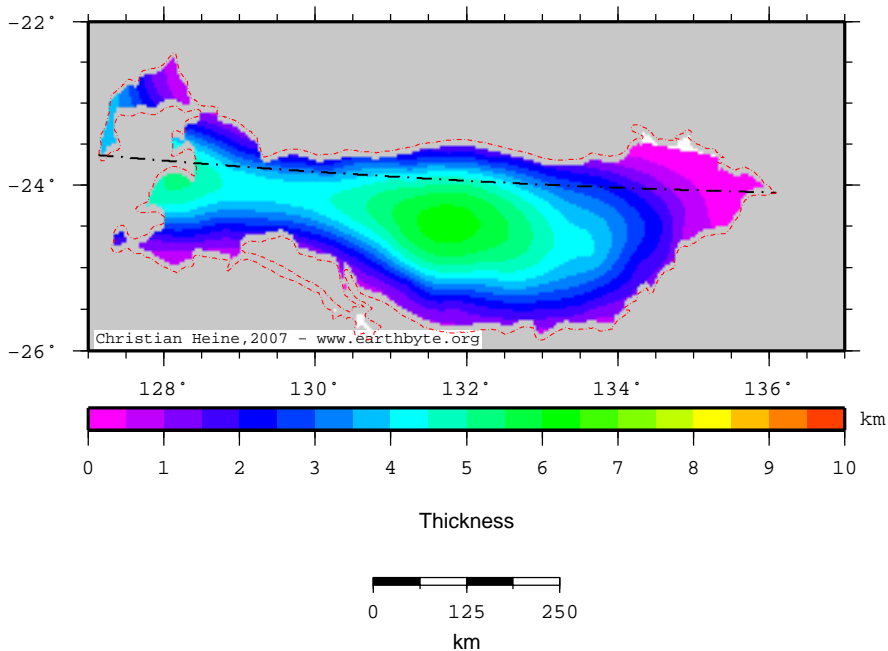 −22˚
−24˚
−26˚
Christian Heine,2007 - www.earthbyte.org
128˚ 130˚ 132˚ 134˚ 136˚
km
0 1 2 3 4 5 6 7 8 9 10
Thickness
0 125 250
km